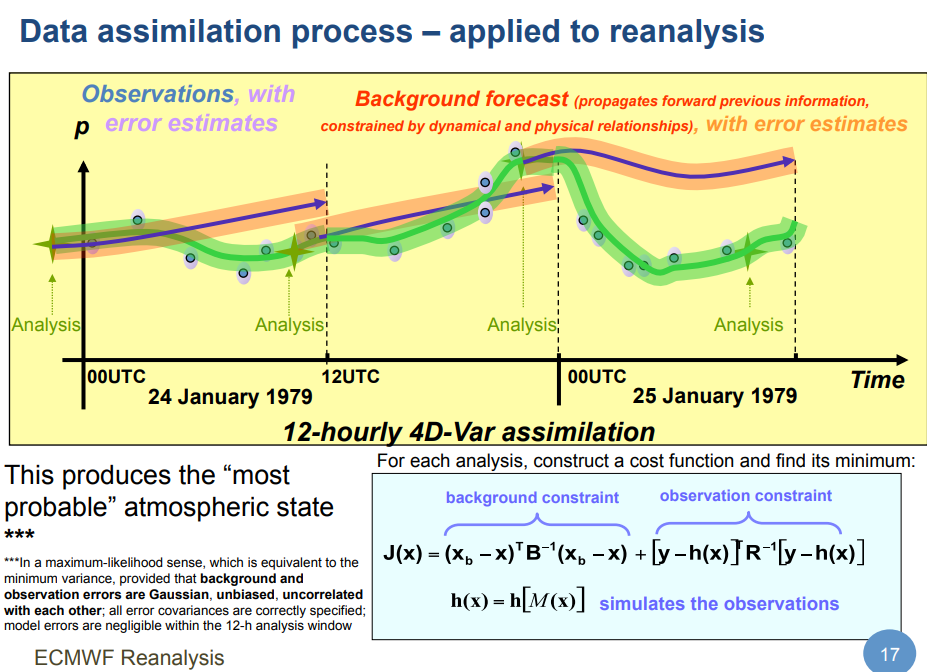 Data assimilation process – applied to reanalysis
Observations, with
error estimates
p
Background forecast (propagates forward previous information,
constrained by dynamical and physical relationships), with error estimates
Analysis
Analysis
Analysis
Analysis
00UTC
12UTC
00UTC
Time
24 January 1979
25 January 1979
12-hourly 4D-Var assimilation
This produces the “most
probable” atmospheric state
***
***In a maximum-likelihood sense, which is equivalent to the
minimum variance, provided that background and
observation errors are Gaussian, unbiased, uncorrelated
with each other; all error covariances are correctly specified;
model errors are negligible within the 12-h analysis window
For each analysis, construct a cost function and find its minimum:
background constraint
observation constraint
J(x) = (x_b – x)ᵀB⁻¹(x_b – x) + [y – h(x)]ᵀR⁻¹[y – h(x)]
h(x) = h[M(x)] simulates the observations
ECMWF Reanalysis
17